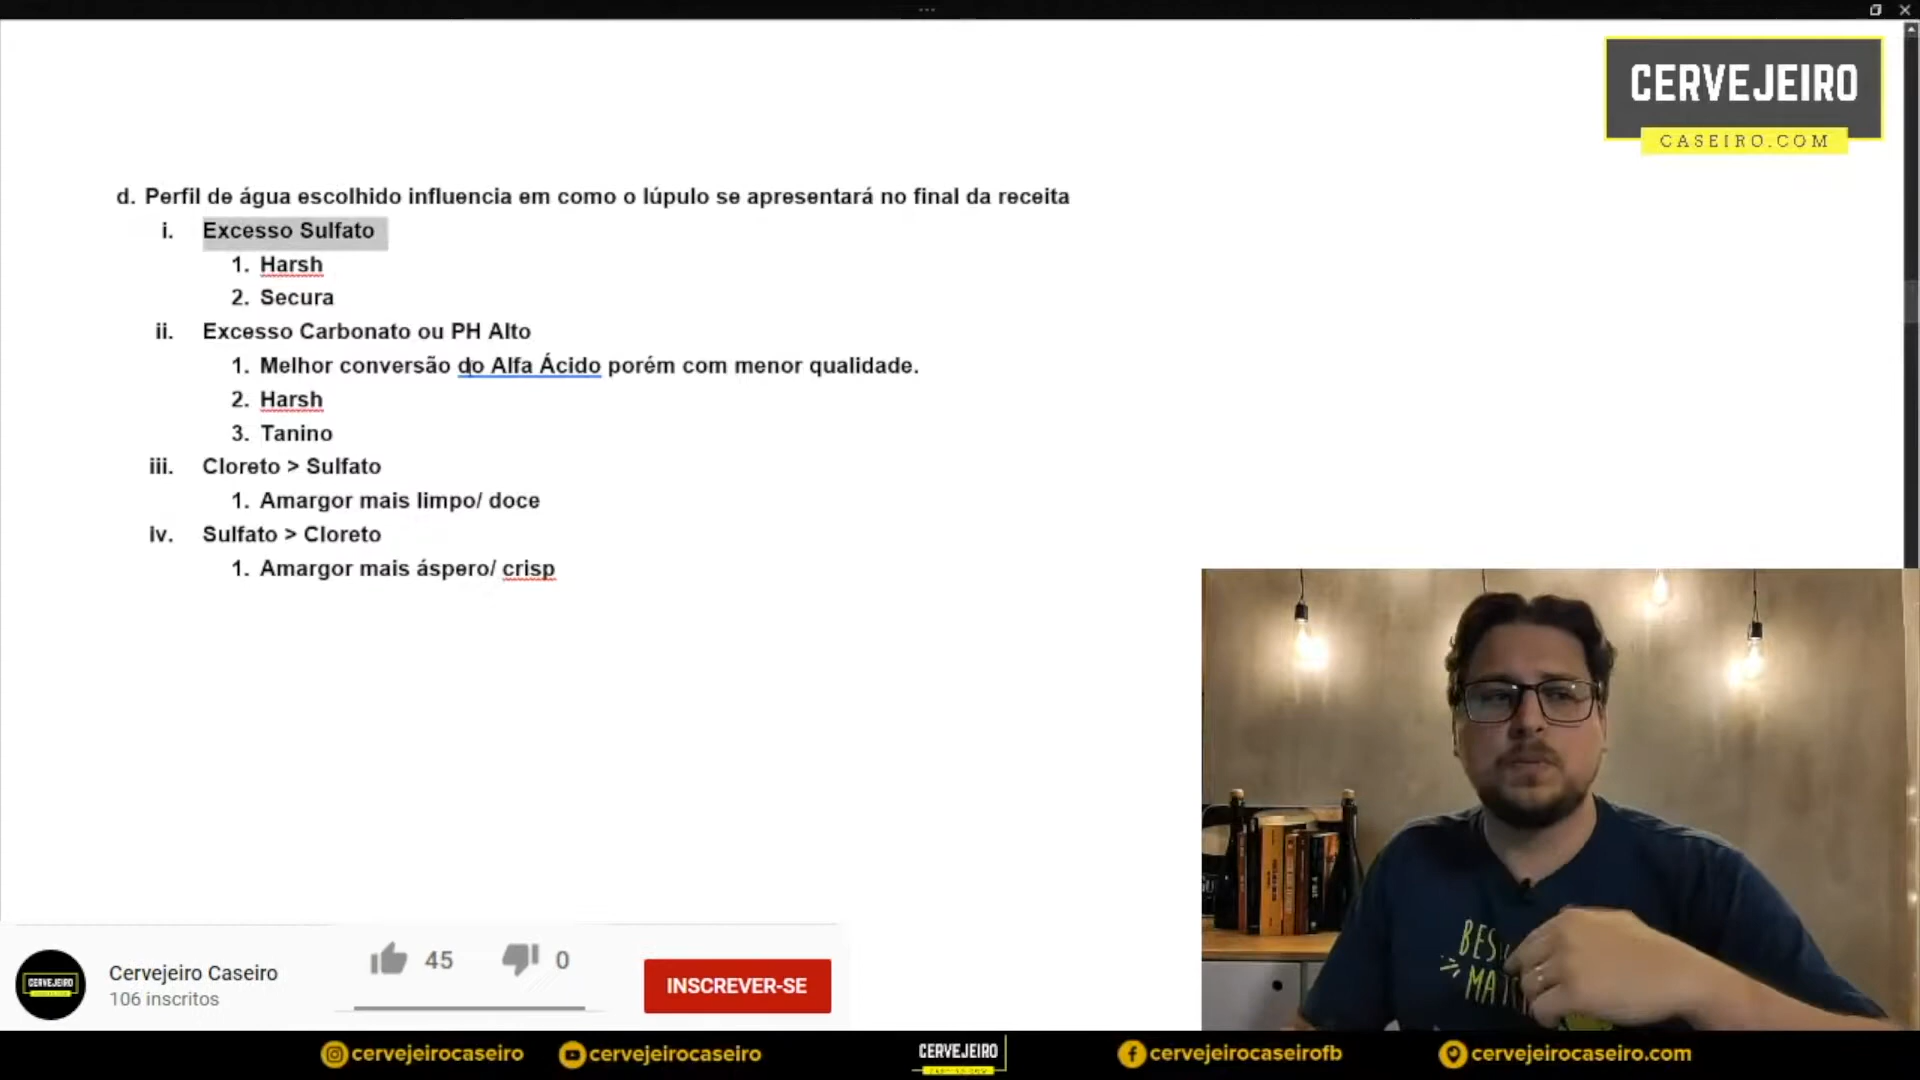 CERVEJEIRO
CASEIRO.COM
d. Perfil de água escolhido influencia em como o lúpulo se apresentará no final da receita
i. Excesso Sulfato
1. Harsh
2. Secura
ii. Excesso Carbonato ou PH Alto
1. Melhor conversão do Alfa Ácido porém com menor qualidade.
2. Harsh
3. Tanino
iii. Cloreto > Sulfato
1. Amargor mais limpo/ doce
iv. Sulfato > Cloreto
1. Amargor mais áspero/ crisp
CERVEJEIRO
Cervejeiro Caseiro
106 inscritos
45
0
INSCREVER-SE
cervejeirocaseiro
cervejeirocaseiro
CERVEJEIRO
cervejeirocaseirofb
cervejeirocaseiro.com